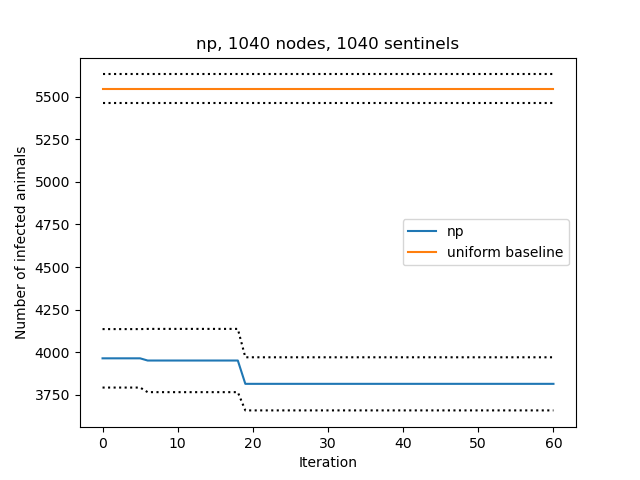 np, 1040 nodes, 1040 sentinels
Number of infected animals
5500
5250
5000
4750
4500
4250
4000
3750
np
uniform baseline
0 10 20 30 40 50 60
Iteration